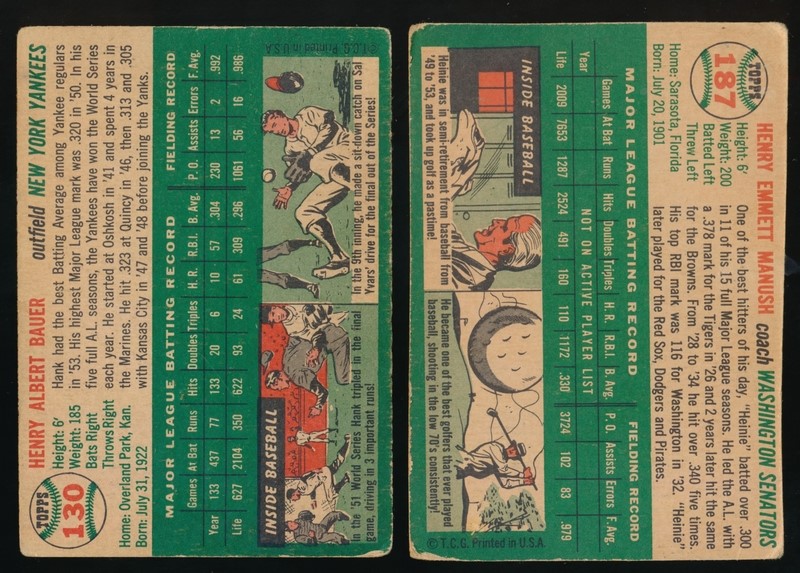 TOPPS
130
HENRY ALBERT BAUER
outfield NEW YORK YANKEES
Height: 6'
Weight: 185
Bats Right
Throws Right
Home: Overland Park, Kan.
Born: July 31, 1922
Hank had the best Batting Average among Yankee regulars
in '53. His highest Major League mark was .320 in '50. In his
five full A.L. seasons, the Yankees have won the World Series
each year. He started at Oshkosh in '41 and spent 4 years in
the Marines. He hit .323 at Quincy in '46, then .313 and .305
with Kansas City in '47 and '48 before joining the Yanks.
MAJOR LEAGUE BATTING RECORD FIELDING RECORD
Games At Bat Runs Hits Doubles Triples H. R. R.B.I. B. Avg. P. O. Assists Errors F. Avg.
Year 133 437 77 133 20 6 10 57 .304 230 13 2 .992
Life 627 2104 350 622 93 24 61 309 .296 1061 56 16 .986
INSIDE BASEBALL
In the '51 World Series Hank tripled in the final
game, driving in 3 important runs!
In the 9th inning, he made a sit-down catch on Sal
Yvars' drive for the final out of the Series!
©T.C.G. Printed in U.S.A.
TOPPS
187
HENRY EMMETT MANUSH coach WASHINGTON SENATORS
Height: 6'
Weight: 200
Batted Left
Threw Left
Home: Sarasota, Florida
Born: July 20, 1901
One of the best hitters of his day, "Heinie" batted over .300
in 11 of his 15 full Major League seasons. He led the A.L. with
a .378 mark for the Tigers in '26 and 2 years later hit the same
for the Browns. From '28 to '34 he hit over .340 five times.
His top RBI mark was 116 for Washington in '32. "Heinie"
later played for the Red Sox, Dodgers and Pirates.
MAJOR LEAGUE BATTING RECORD FIELDING RECORD
Games At Bat Runs Hits Doubles Triples H. R. R.B.I. B. Avg. P. O. Assists Errors F. Avg.
Year NOT ON ACTIVE PLAYER LIST
Life 2009 7653 1287 2524 491 160 110 1172 .330 3724 102 83 .979
INSIDE BASEBALL
Heinie was in semi-retirement from baseball from
'49 to '53, and took up golf as a pastime!
He became one of the best golfers that ever played
baseball, shooting in the low 70's consistently!
©T.C.G. Printed in U.S.A.